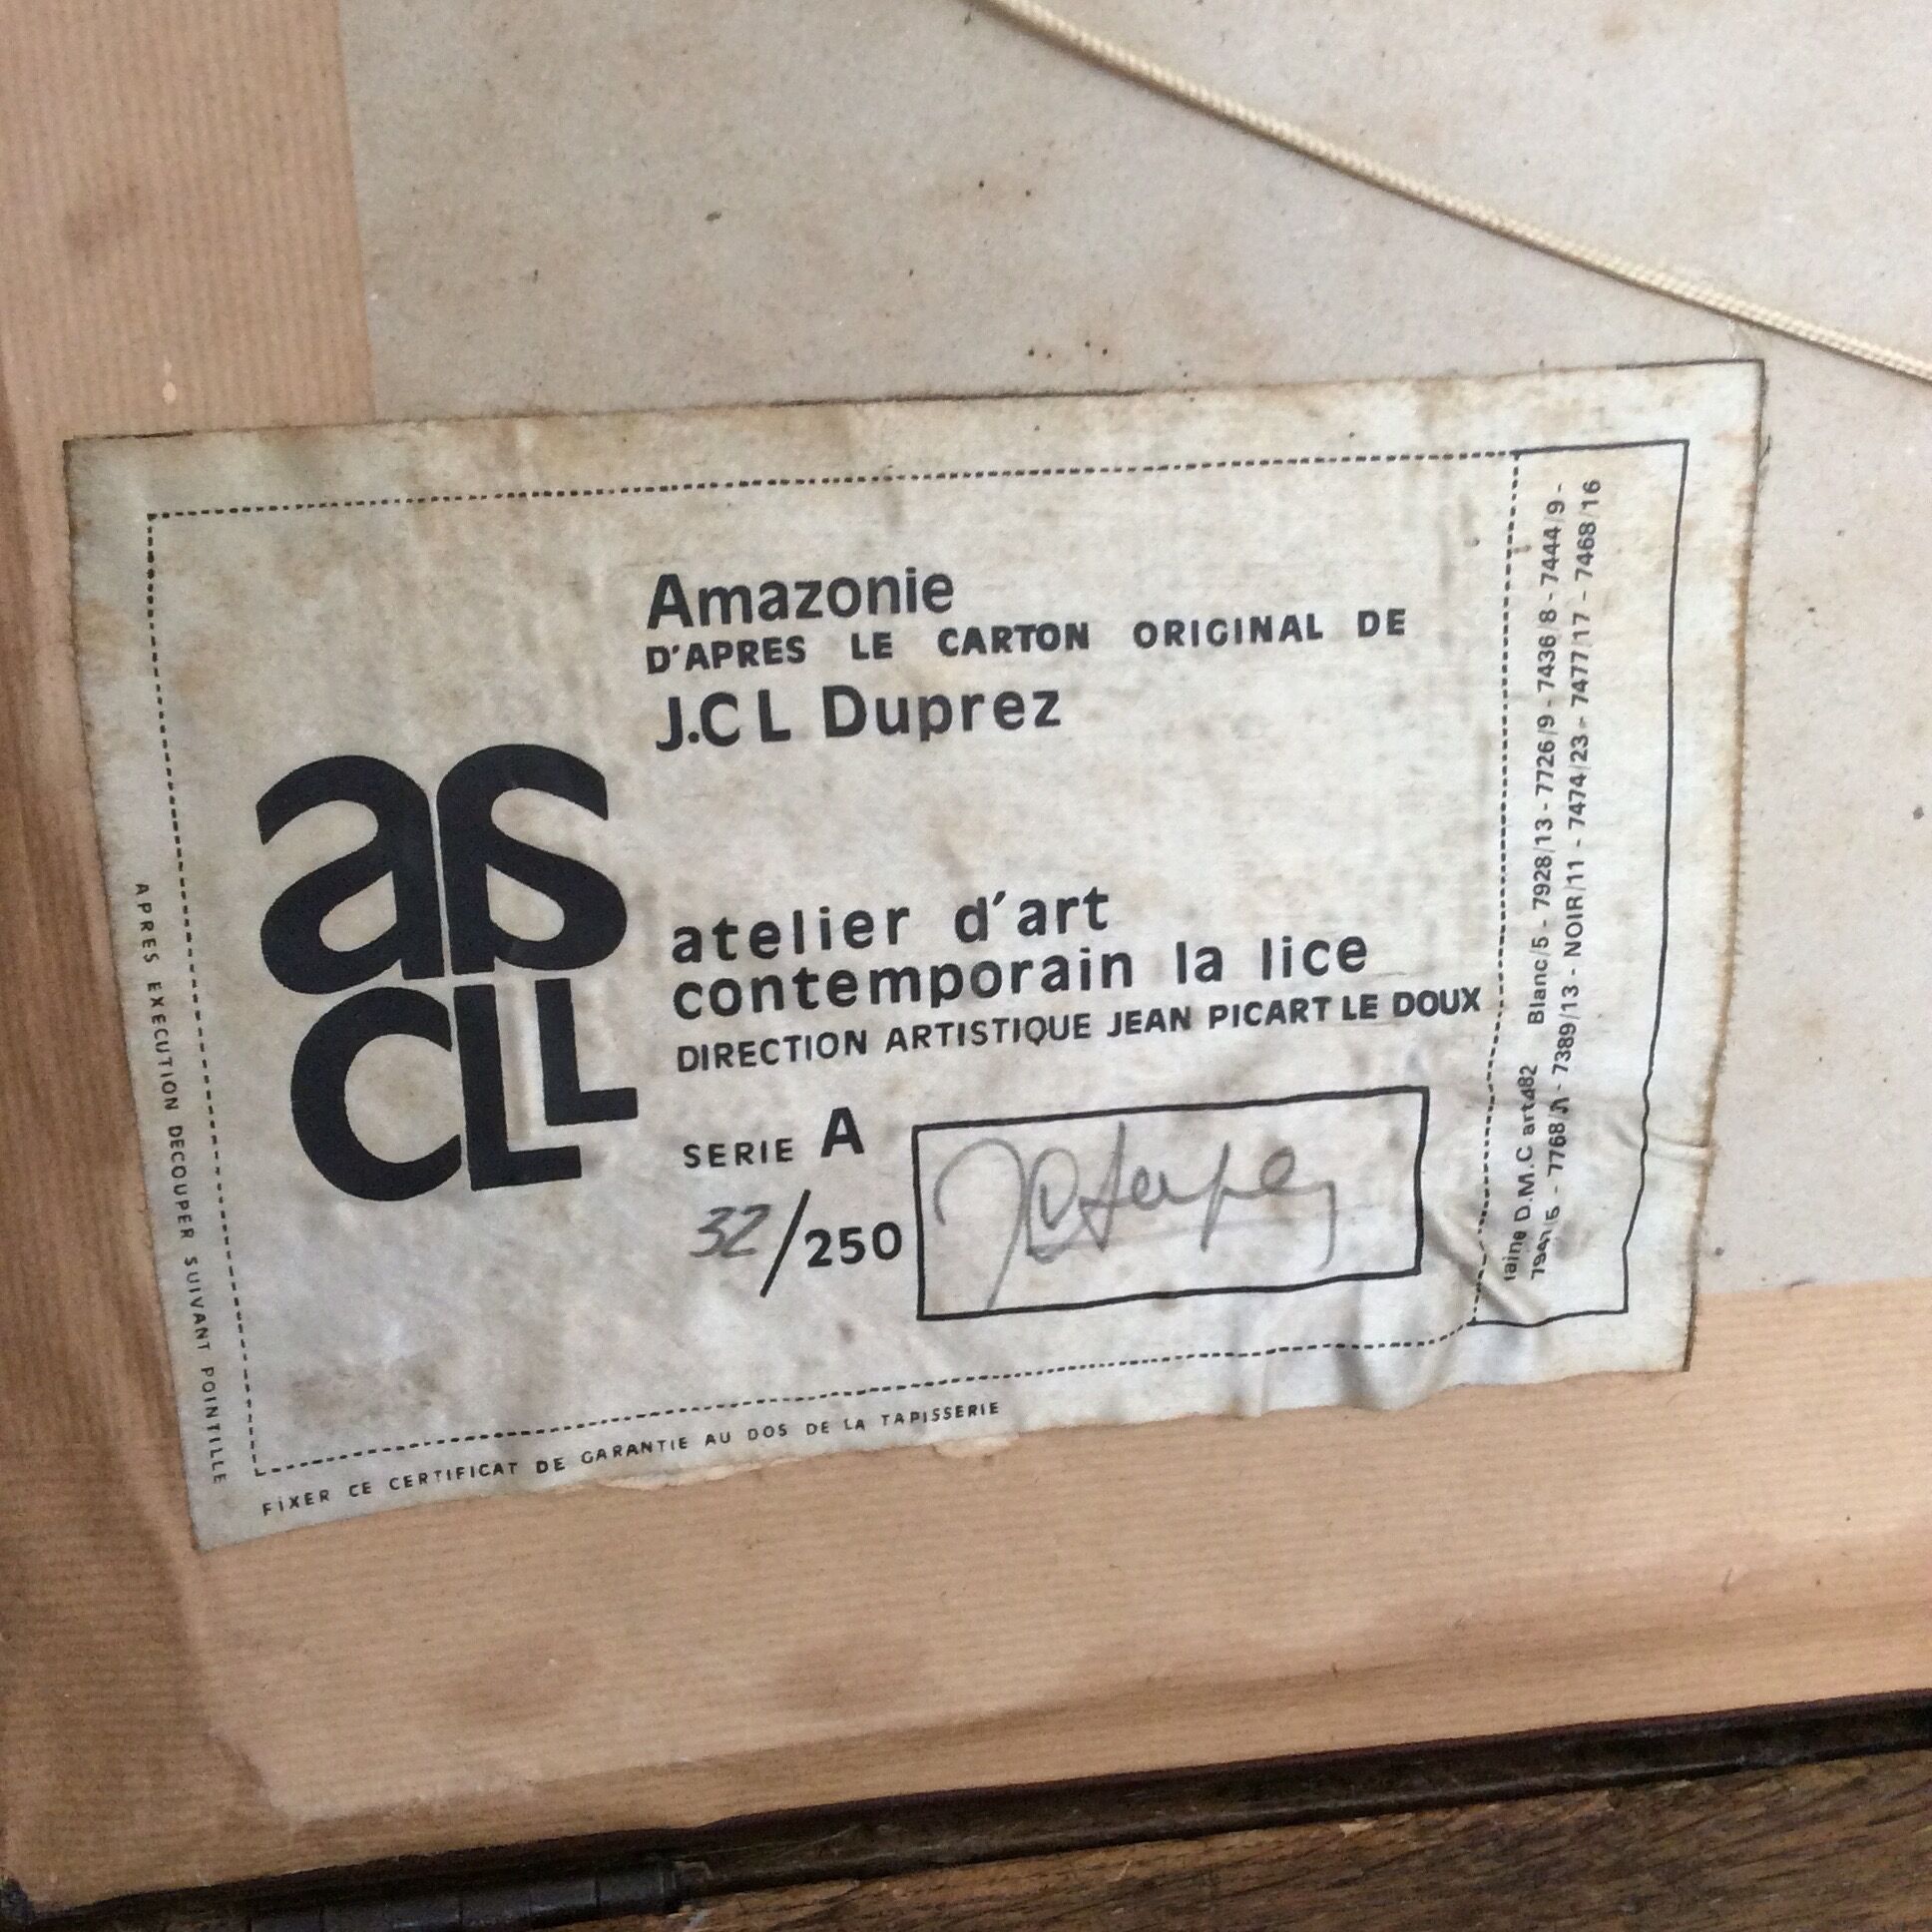 Amazonie
D'APRES LE CARTON ORIGINAL DE
J.C L Duprez
aa
CLL
atelier d'art
contemporain la lice
DIRECTION ARTISTIQUE JEAN PICART LE DOUX
SERIE A
32/250
APRES EXECUTION DECOUPER SUIVANT POINTILLE
FIXER CE CERTIFICAT DE GARANTIE AU DOS DE LA TAPISSERIE
laine D.M.C art482 Blanc/5 - 7928/13 - 7726/9 - 7436/8 - 7444/9 -
- 7389/13 - NOIR/11 - 7474/23 - 7477/17 - 7468/16